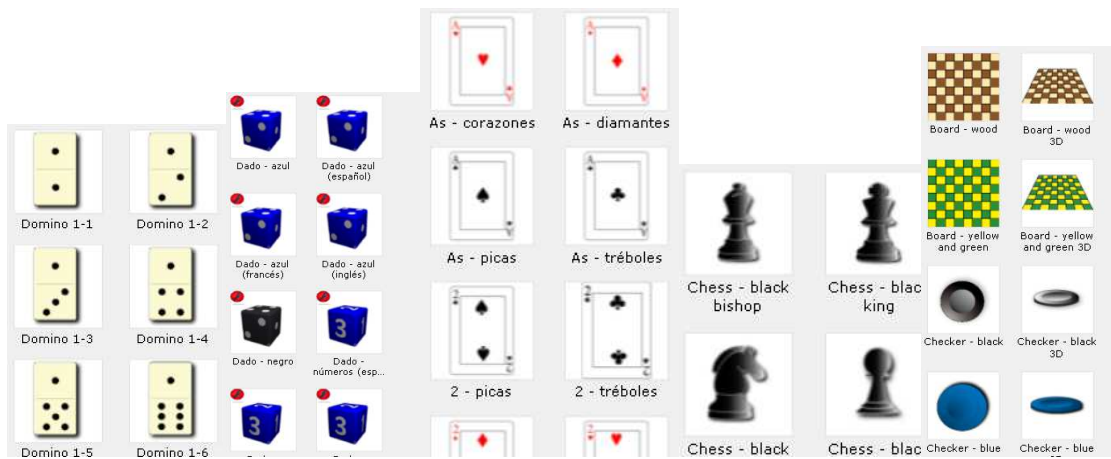 Domino 1-1
Domino 1-2
Domino 1-3
Domino 1-4
Domino 1-5
Domino 1-6
Dado - azul
Dado - azul
(español)
Dado - azul
(francés)
Dado - azul
(inglés)
Dado - negro
Dado -
números (esp...
As - corazones
As - diamantes
As - picas
As - tréboles
2 - picas
2 - tréboles
Chess - black
bishop
Chess - blac
king
Chess - black
Chess - blac
Board - wood
Board - wood
3D
Board - yellow
and green
Board - yellow
and green 3D
Checker - black
Checker - black
3D
Checker - blue
Checker - blue